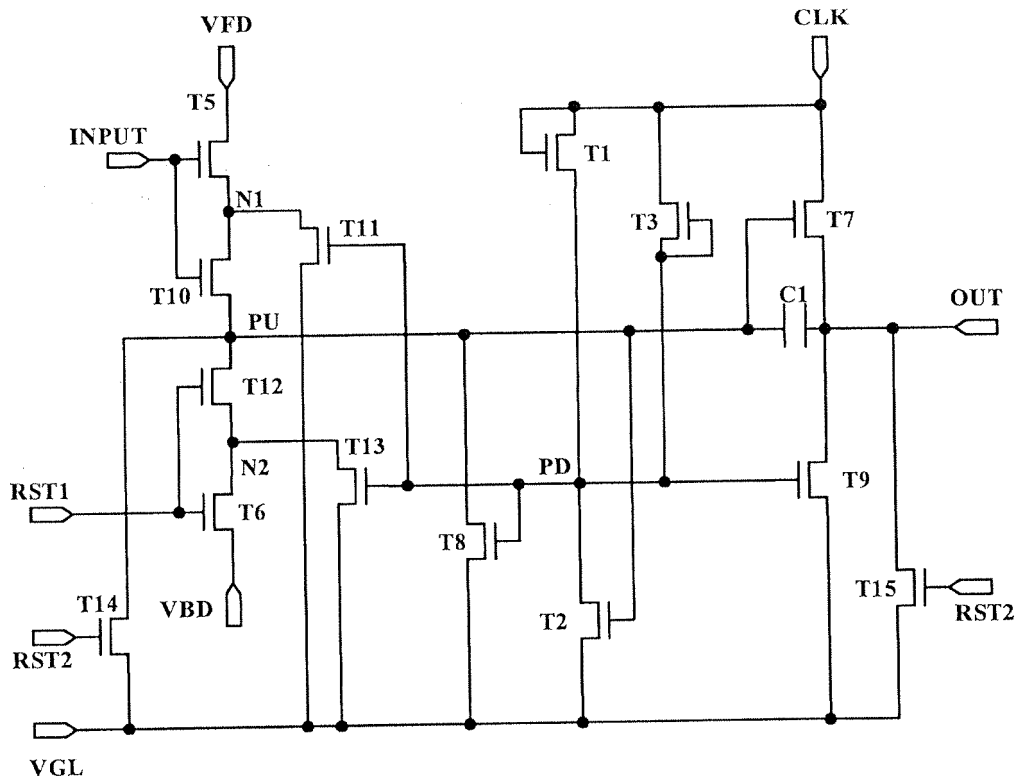 VFD
CLK
T5
INPUT
T1
N1
T11
T3
T7
T10
C1
OUT
PU
T12
T13
N2
PD
RST1
T6
T9
T8
VBD
T14
T2
T15
RST2
RST2
VGL